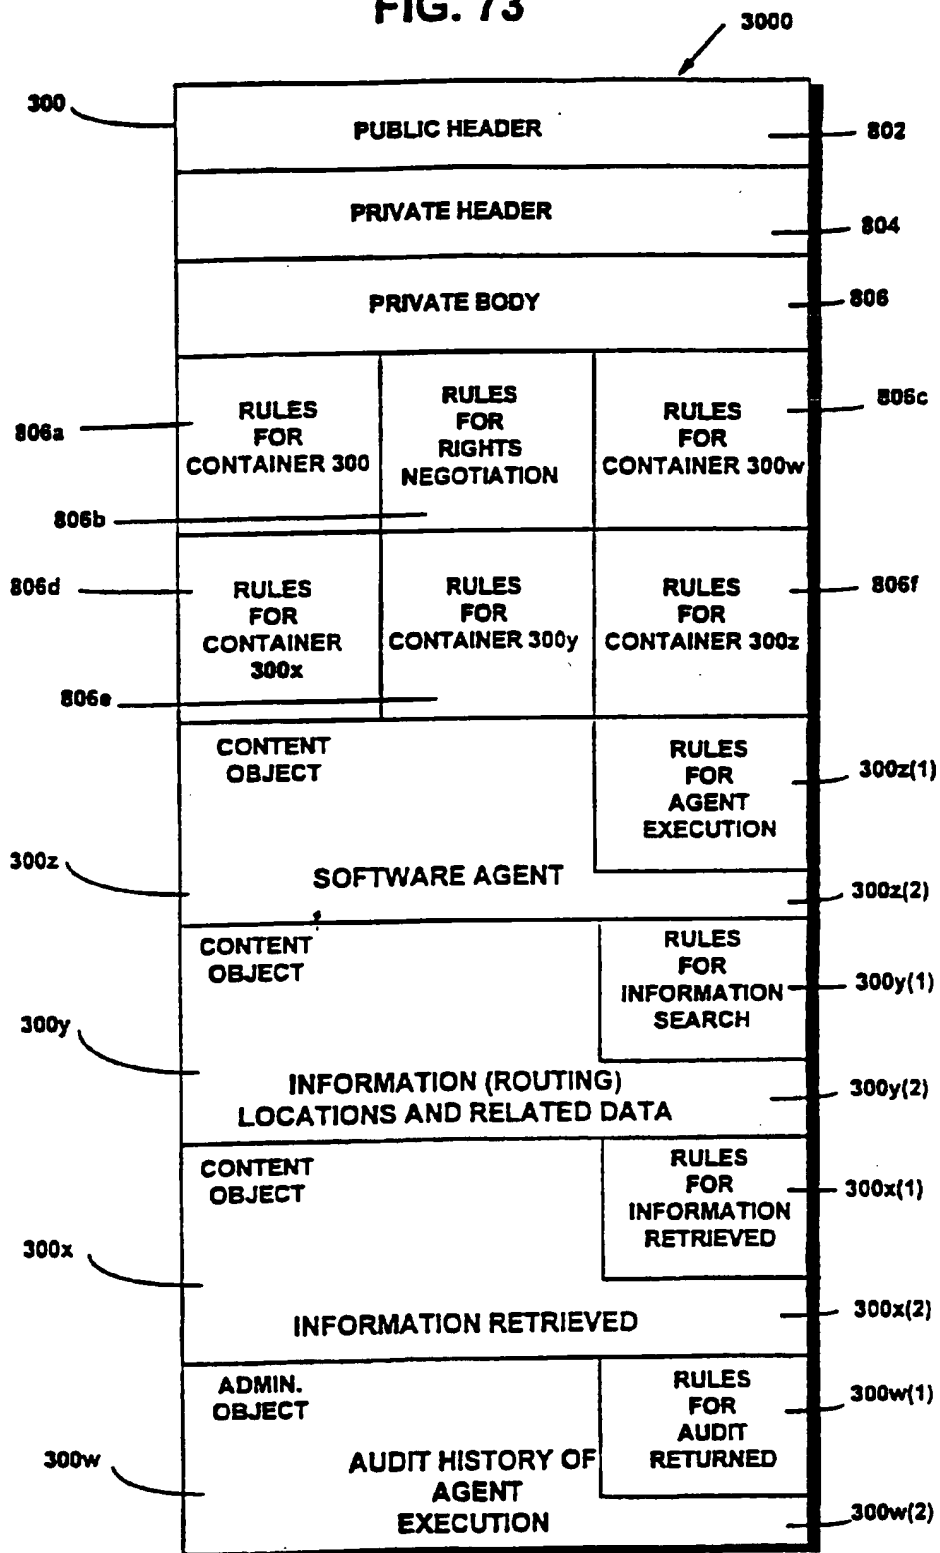 FIG. 73
3000
300
PUBLIC HEADER
802
PRIVATE HEADER
804
PRIVATE BODY
806
806a
RULES
FOR
CONTAINER 300
RULES
FOR
RIGHTS
NEGOTIATION
RULES
FOR
CONTAINER 300w
806c
806b
806d
RULES
FOR
CONTAINER
300x
RULES
FOR
CONTAINER 300y
RULES
FOR
CONTAINER 300z
806f
806e
CONTENT
OBJECT
RULES
FOR
AGENT
EXECUTION
300z(1)
300z
SOFTWARE AGENT
300z(2)
CONTENT
OBJECT
RULES
FOR
INFORMATION
SEARCH
300y(1)
300y
INFORMATION (ROUTING)
LOCATIONS AND RELATED DATA
300y(2)
CONTENT
OBJECT
RULES
FOR
INFORMATION
RETRIEVED
300x(1)
300x
INFORMATION RETRIEVED
300x(2)
ADMIN.
OBJECT
RULES
FOR
AUDIT
RETURNED
300w(1)
300w
AUDIT HISTORY OF
AGENT
EXECUTION
300w(2)